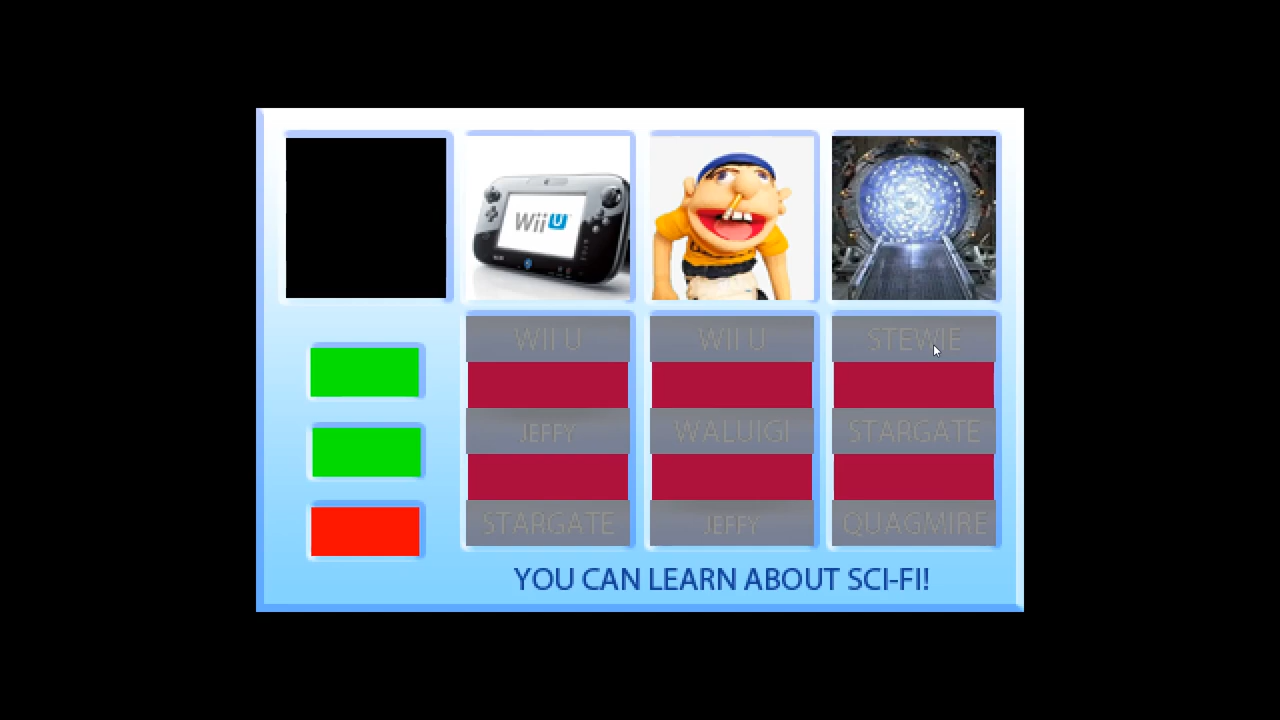 Wii U
WII U
WII U
STEWIE
JEFFY
WALUIGI
STARGATE
STARGATE
JEFFY
QUAGMIRE
YOU CAN LEARN ABOUT SCI-FI!